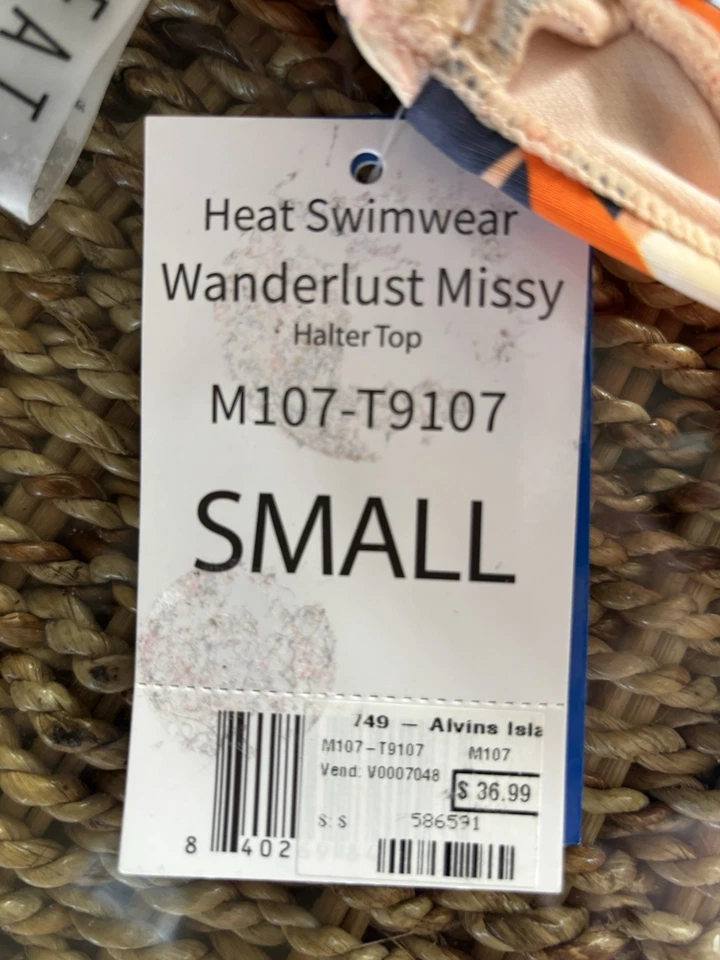 EAT
Heat Swimwear
Wanderlust Missy
Halter Top
M107-T9107
SMALL
749 — Alvins Isla
M107-T9107 M107
Vend: V0007048
$ 36.99
S: S 586591
8 402